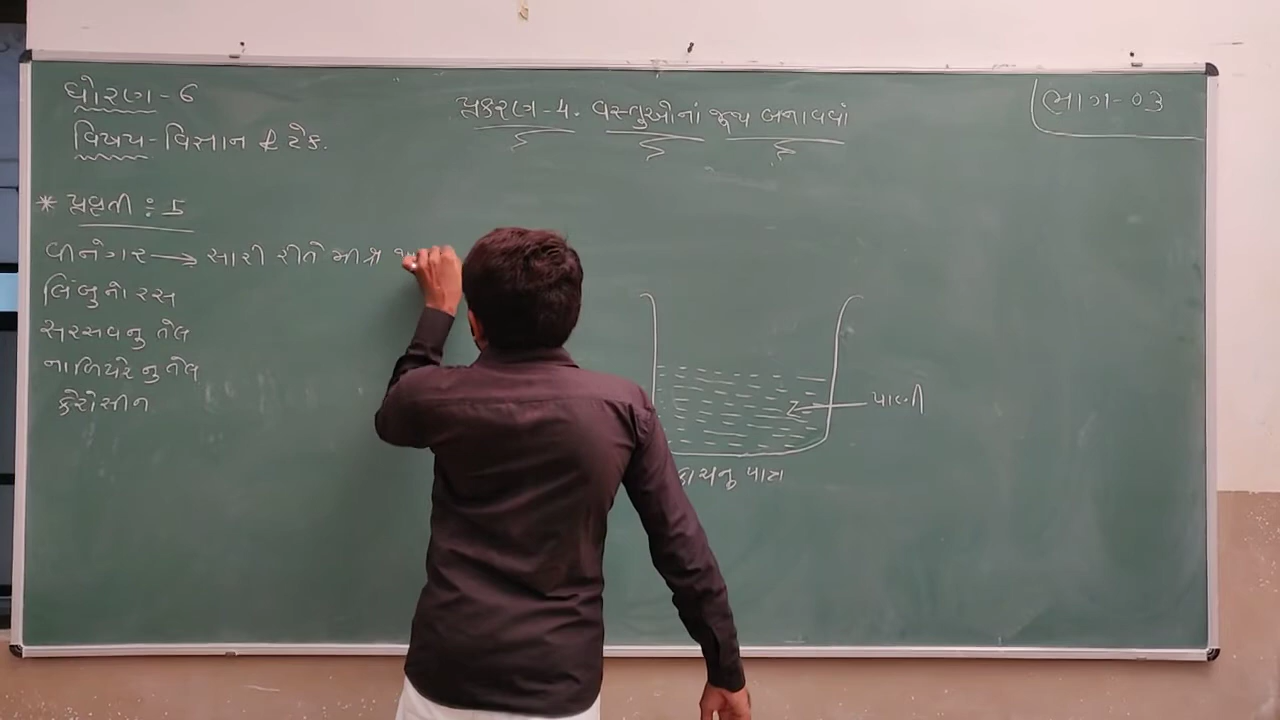 ધોરણ-6
વિષય-વિજ્ઞાન & ટેક.
પ્રકરણ-4. વસ્તુઓનાં જૂથ બનાવવાં
ભાગ-03
* પ્રવૃતી : 5
વીનેગર → સારી રીતે મીશ્ર
લિંબુનો રસ
સરસવનુ તેલ
નાળિયેરનુ તેલ
કેરોસીન
પાણી
કાચનુ પાત્ર